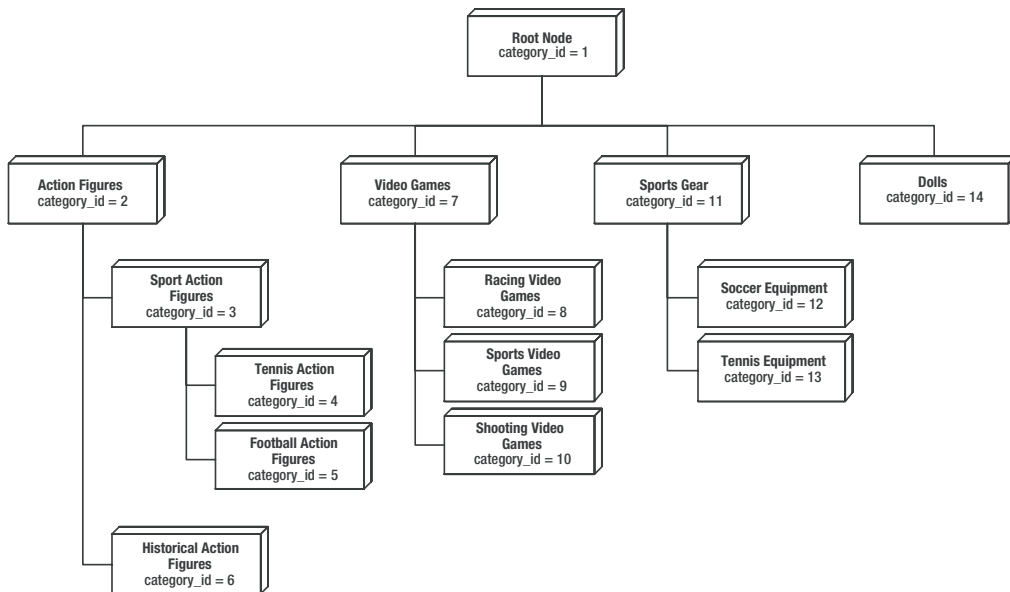 Root Node
category_id = 1
Action Figures
category_id = 2
Video Games
category_id = 7
Sports Gear
category_id = 11
Dolls
category_id = 14
Sport Action
Figures
category_id = 3
Racing Video
Games
category_id = 8
Soccer Equipment
category_id = 12
Tennis Action
Figures
category_id = 4
Sports Video
Games
category_id = 9
Tennis Equipment
category_id = 13
Football Action
Figures
category_id = 5
Shooting Video
Games
category_id = 10
Historical Action
Figures
category_id = 6